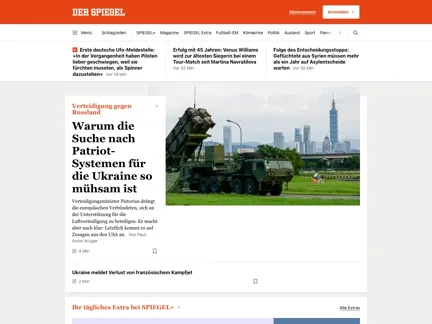 DER SPIEGEL
Abonnement
Anmelden ›
Menü
Schlagzeilen
SPIEGEL+
Magazine
SPIEGEL Extra
Fußball-EM
Klimakrise
Politik
Ausland
Sport
Erste deutsche Ufo-Meldestelle:
»In der Vergangenheit haben Piloten
lieber geschwiegen, weil sie
fürchten mussten, als Spinner
dazustehen« Vor 19 Min
Erfolg mit 45 Jahren: Venus Williams
wird zur ältesten Siegerin bei einem
Tour-Match seit Martina Navratilova
Vor 52 Min
Folge des Entscheidungsstopps:
Geflüchtete aus Syrien müssen mehr
als ein Jahr auf Asylentscheide
warten Vor 59 Min
Verteidigung gegen
Russland
Warum die
Suche nach
Patriot-
Systemen für
die Ukraine so
mühsam ist
Verteidigungsminister Pistorius drängt
die europäischen Verbündeten, sich an
der Unterstützung für die
Luftverteidigung zu beteiligen. Er macht
aber auch klar: Letztlich kommt es auf
Zusagen aus den USA an. Von Paul-
Anton Krüger
4 Min
Ukraine meldet Verlust von französischem Kampfjet
2 Min
Ihr tägliches Extra bei SPIEGEL+
Alle Extras